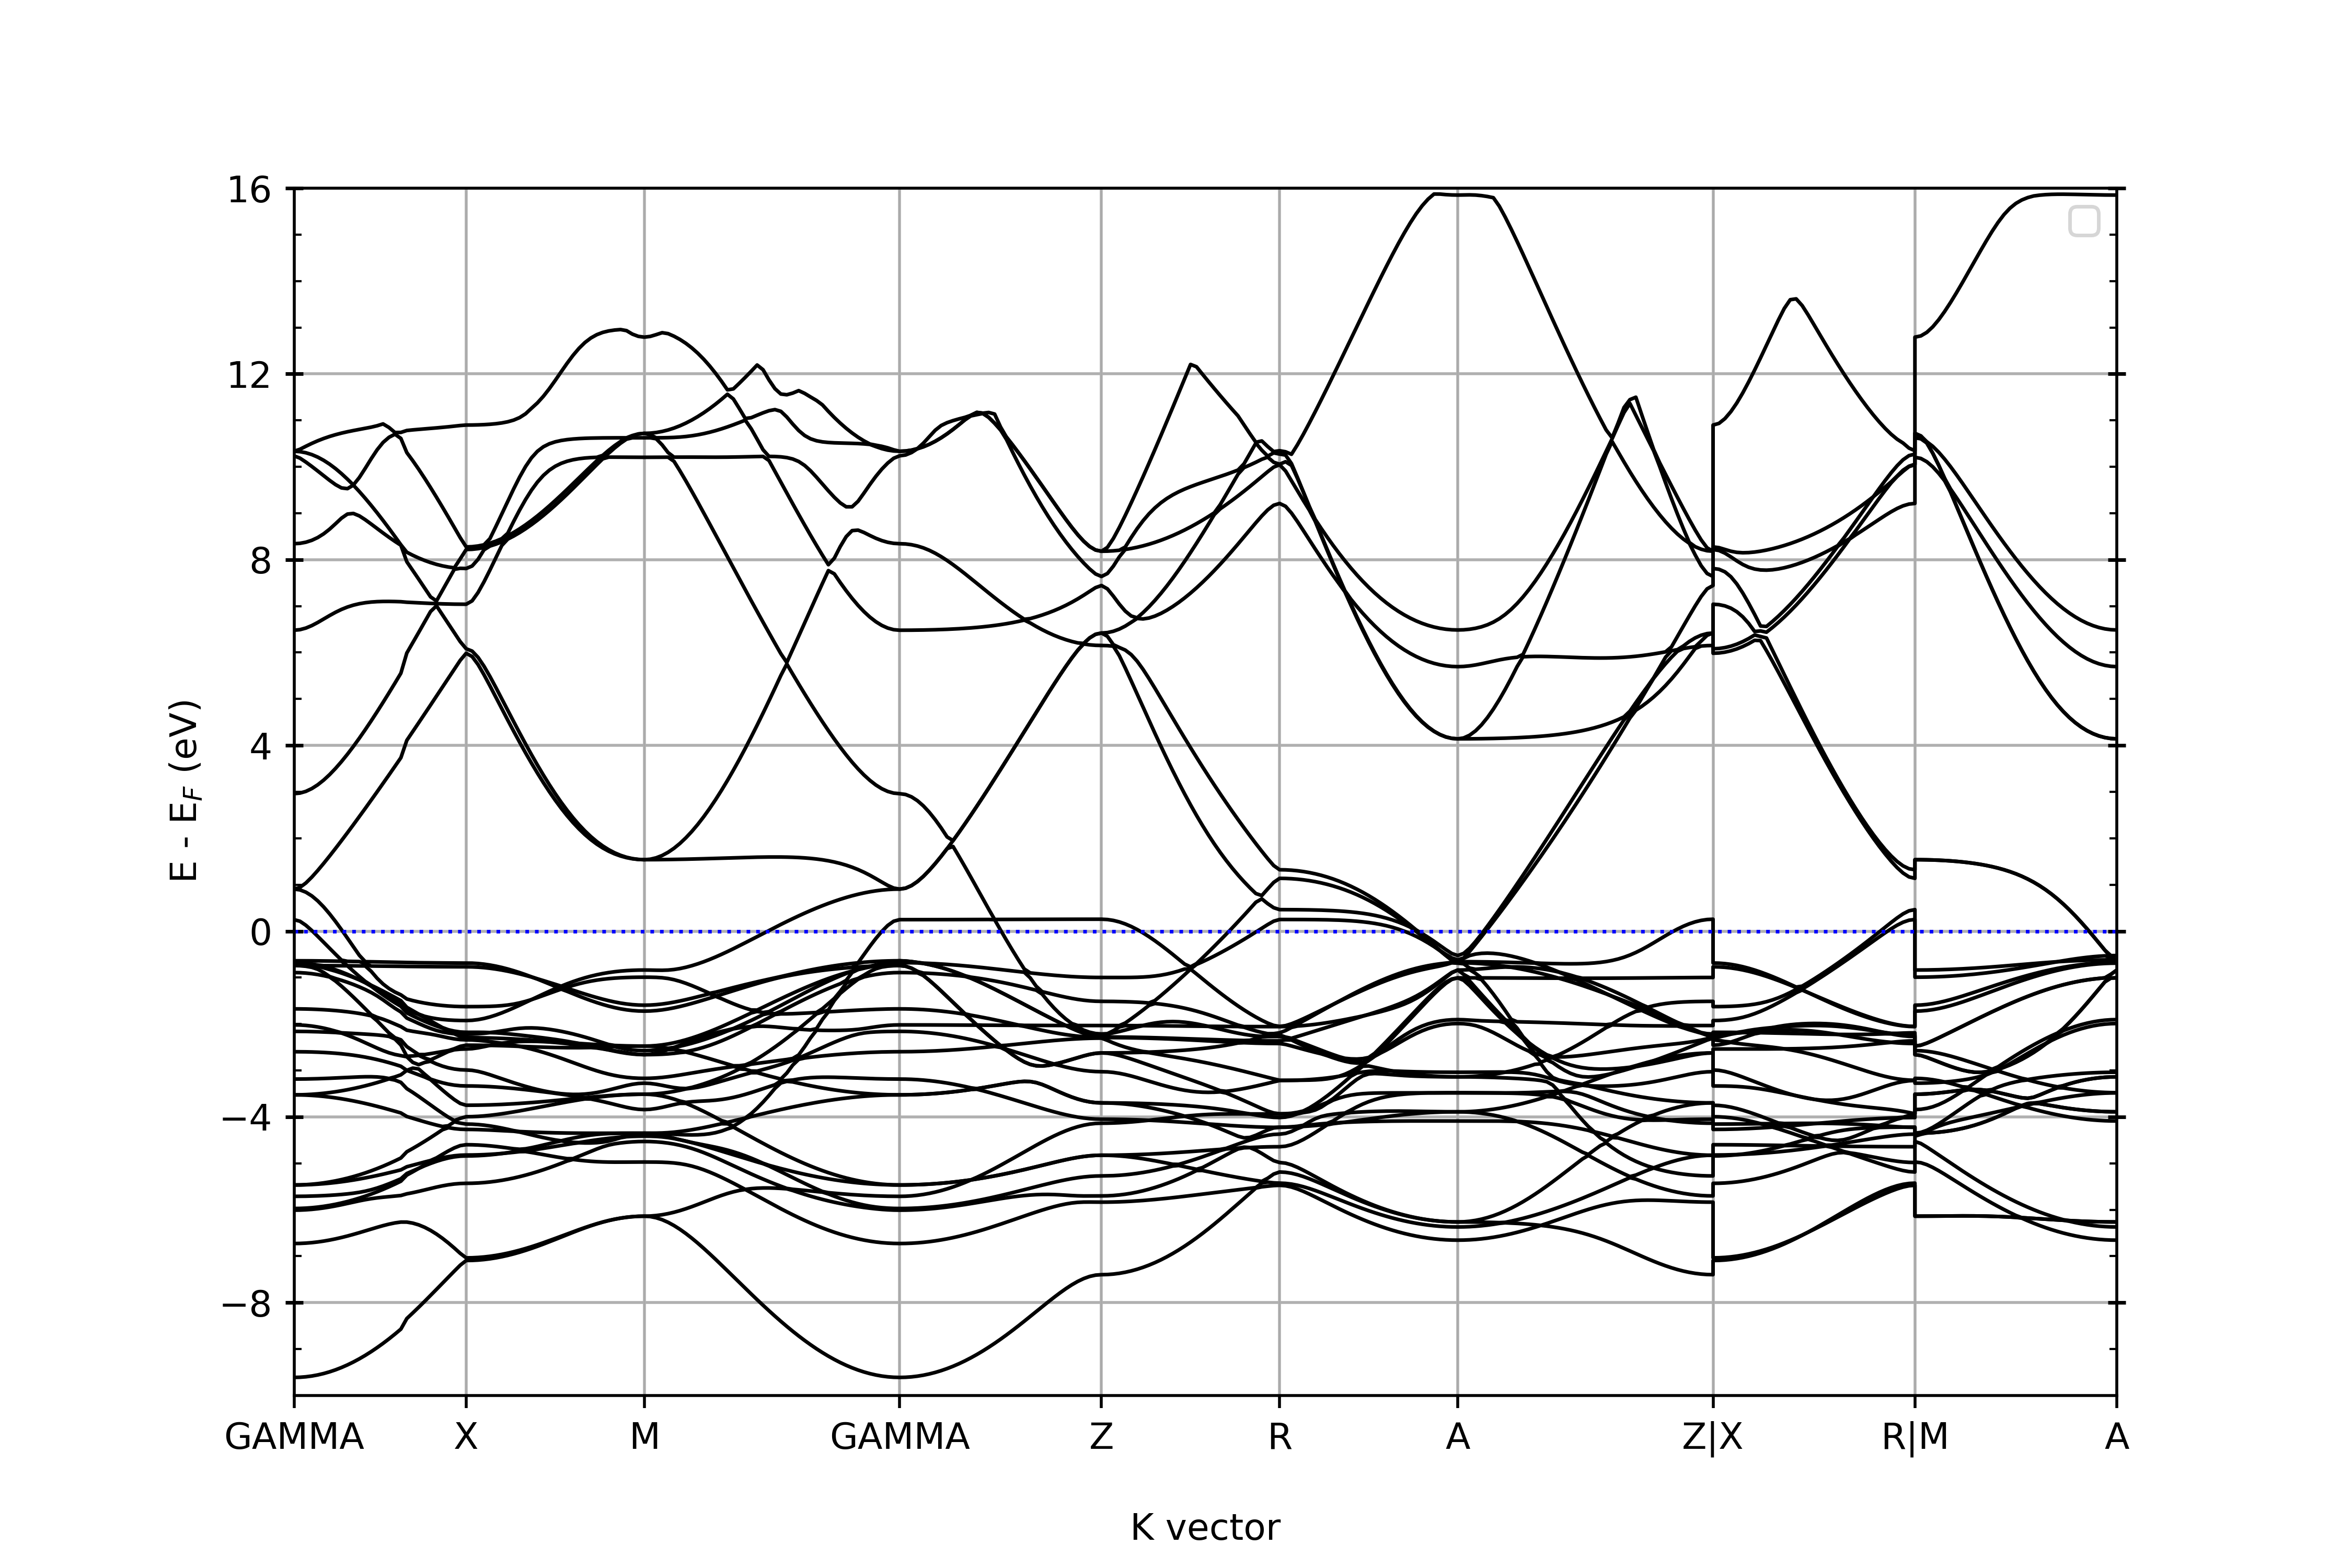 16
12
8
4
0
−4
−8
E - E_F (eV)
GAMMA X M GAMMA Z R A Z|X R|M A
K vector